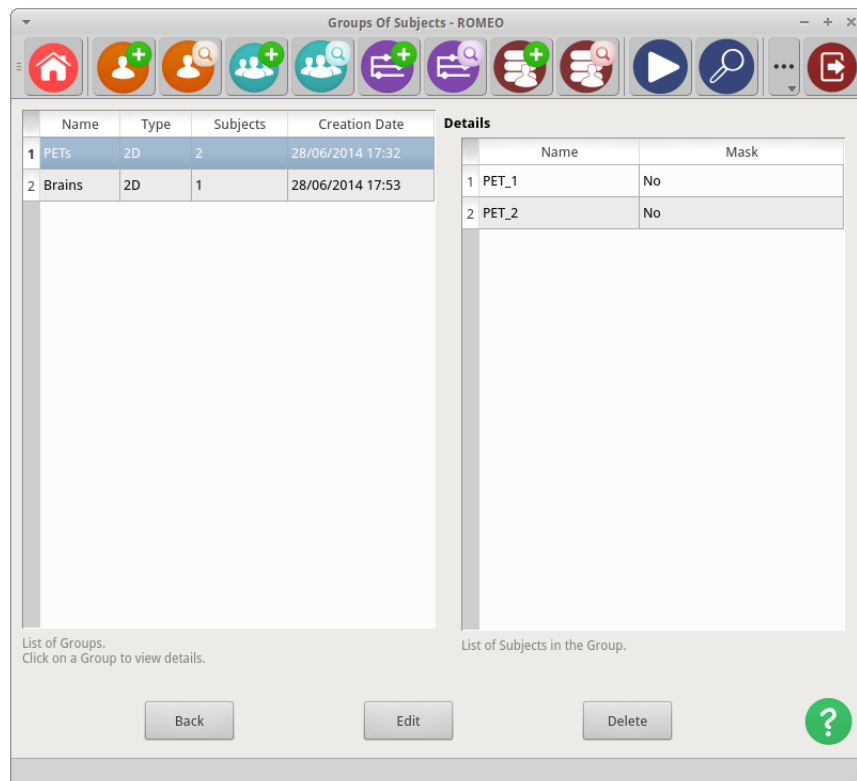 Groups Of Subjects - ROMEO
Name Type Subjects Creation Date
1 PETs 2D 2 28/06/2014 17:32
2 Brains 2D 1 28/06/2014 17:53
List of Groups.
Click on a Group to view details.
Details
Name Mask
1 PET_1 No
2 PET_2 No
List of Subjects in the Group.
Back Edit Delete
?